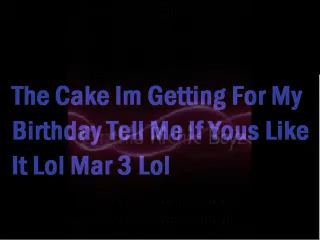 The Cake Im Getting For My
Birthday Tell Me If Yous Like
It Lol Mar 3 Lol